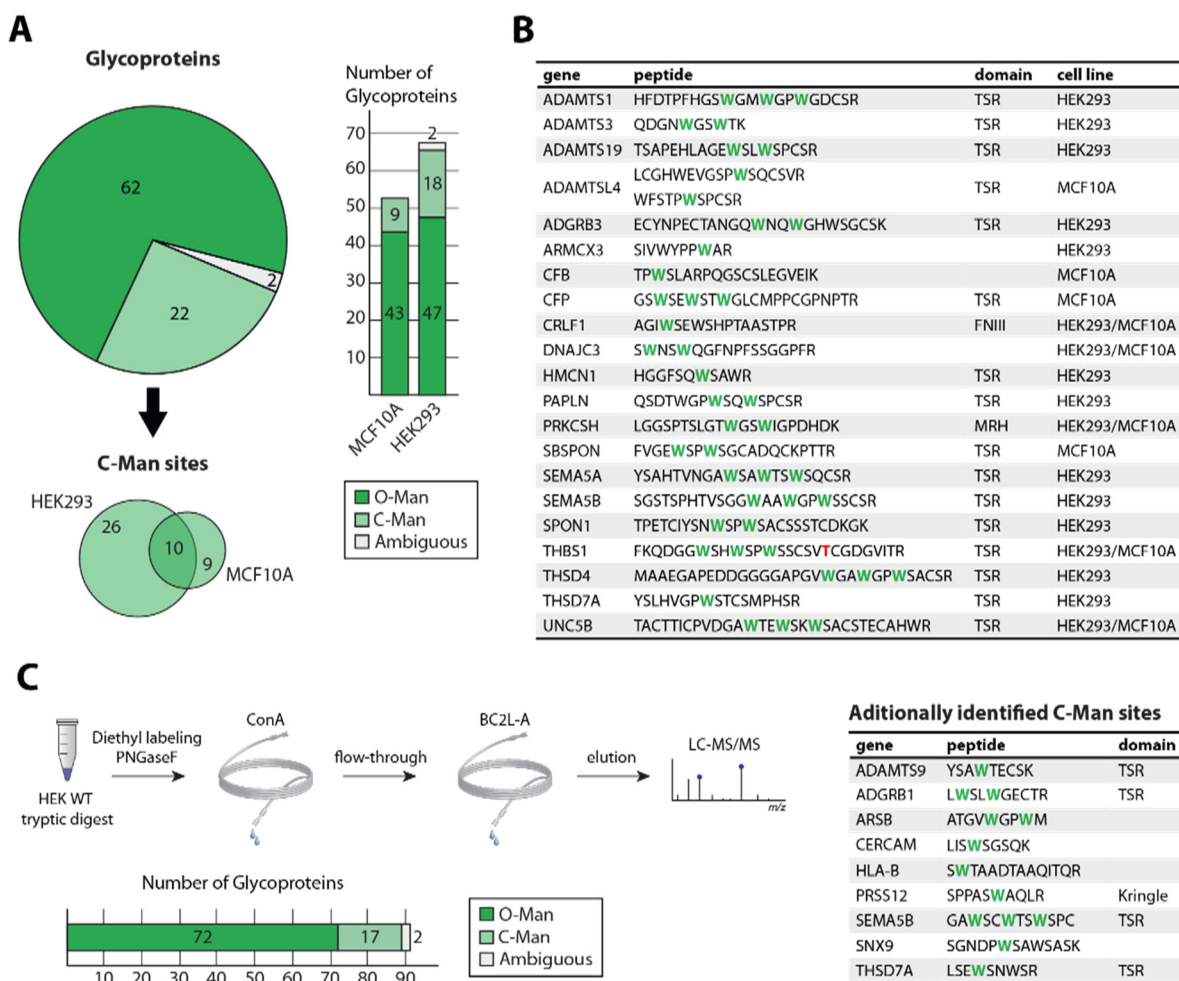 A
Glycoproteins
62
2
22
C-Man sites
HEK293
26
10
9
MCF10A
Number of
Glycoproteins
70
60
50
40
30
20
10
2
18
9
43
47
MCF10A
HEK293
O-Man
C-Man
Ambiguous
B
gene peptide domain cell line
ADAMTS1 HFDTPFHGSWGMWGPWGDCSR TSR HEK293
ADAMTS3 QDGNWGSWTK TSR HEK293
ADAMTS19 TSAPEHLAGEWSLWSPCSR TSR HEK293
ADAMTSL4 LCGHWEVGSPWSQCSVR TSR MCF10A
WFSTPWSPCSR
ADGRB3 ECYNPECTANGQWNQWGHWSGCSK TSR HEK293
ARMCX3 SIVWYPPWAR HEK293
CFB TPWSLARPQGSCSLEGVEIK MCF10A
CFP GSWSEWSTWGLCMPPCGPNPTR TSR MCF10A
CRLF1 AGIWSEWSHPTAASTPR FNIII HEK293/MCF10A
DNAJC3 SWNSWQGFNPFSSGGPFR HEK293/MCF10A
HMCN1 HGGFSQWSAWR TSR HEK293
PAPLN QSDTWGPWSQWSPCSR TSR HEK293
PRKCSH LGGSPTSLGTWGSWIGPDHDK MRH HEK293/MCF10A
SBSPON FVGEWSPWSGCADQCKPTTR TSR MCF10A
SEMA5A YSAHTVNGAWSAWTSWSQCSR TSR HEK293
SEMA5B SGSTSPHTVSGGWAAWGPWSSCSR TSR HEK293
SPON1 TPETCIYSNWSPWSACSSSTCDKGK TSR HEK293
THBS1 FKQDGGWSHWSPWSSCSVTCGDGVITR TSR HEK293/MCF10A
THSD4 MAAEGAPEDDGGGGAPGVWGAWGPWSACSR TSR HEK293
THSD7A YSLHVGPWSTCSMPHSR TSR HEK293
UNC5B TACTTICPVDGAWTEWSKWSACSTECAHWR TSR HEK293/MCF10A
C
HEK WT
tryptic digest
Diethyl labeling
PNGaseF
ConA
flow-through
BC2L-A
elution
LC-MS/MS
m/z
Number of Glycoproteins
72
17
2
10 20 30 40 50 60 70 80 90
O-Man
C-Man
Ambiguous
Aditionally identified C-Man sites
gene peptide domain
ADAMTS9 YSAWTECSK TSR
ADGRB1 LWSLWGECTR TSR
ARSB ATGVWGPWM
CERCAM LISWSGSQK
HLA-B SWTAADTAAQITQR
PRSS12 SPPASWAQLR Kringle
SEMA5B GAWSCWTSWSPC TSR
SNX9 SGNDPWSAWSASK
THSD7A LSEWSNWSR TSR